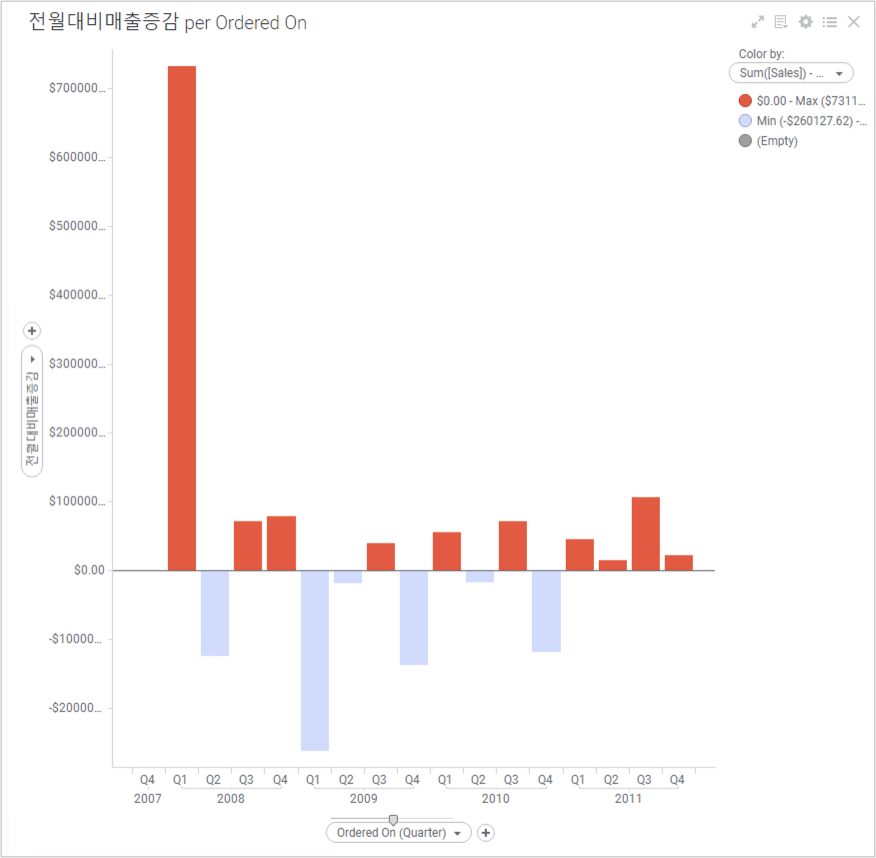 전월대비매출증감 per Ordered On
Color by:
Sum([Sales]) - ...
$0.00 - Max ($7311...
Min (-$260127.62) -...
(Empty)
$700000...
$600000...
$500000...
$400000...
$300000...
$200000...
$100000...
$0.00
-$10000...
-$20000...
전월대비매출증감
Q4 Q1 Q2 Q3 Q4 Q1 Q2 Q3 Q4 Q1 Q2 Q3 Q4 Q1 Q2 Q3 Q4
2007 2008 2009 2010 2011
Ordered On (Quarter)